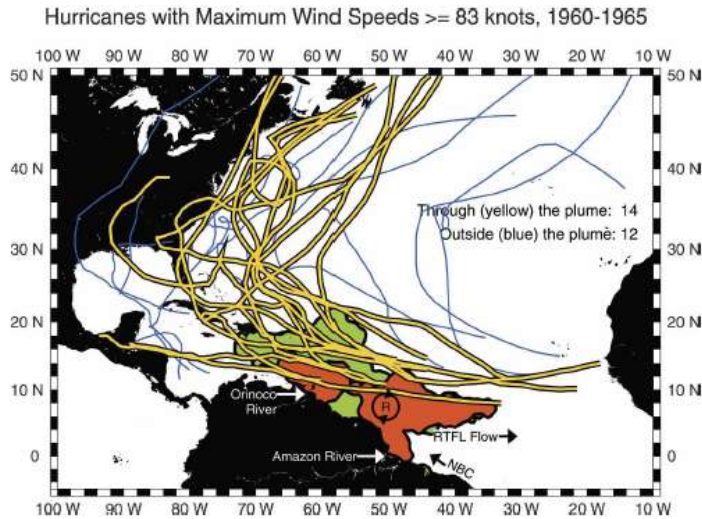 Hurricanes with Maximum Wind Speeds >= 83 knots, 1960-1965
100 W 90 W 80 W 70 W 60 W 50 W 40 W 30 W 20 W 10 W
50 N 50 N
40 N 40 N
Through (yellow) the plume: 14
Outside (blue) the plume: 12
30 N 30 N
20 N 20 N
10 N 10 N
Orinoco
River
R
RTFL Flow
Amazon River
NBC
0 0
100 W 90 W 80 W 70 W 60 W 50 W 40 W 30 W 20 W 10 W